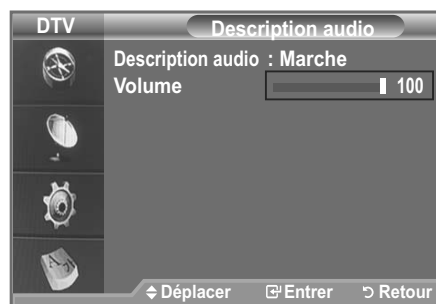 DTV Description audio
Description audio : Marche
Volume 100
Déplacer Entrer Retour